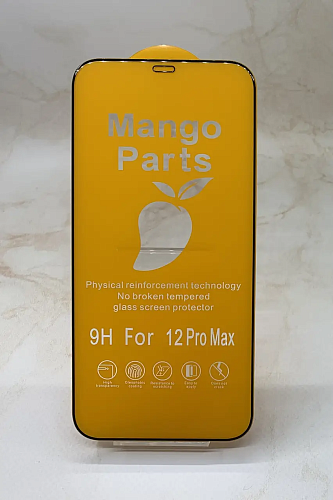 Mango
Parts
Physical reinforcement technology
No broken tempered
glass screen protector
9H For 12 Pro Max